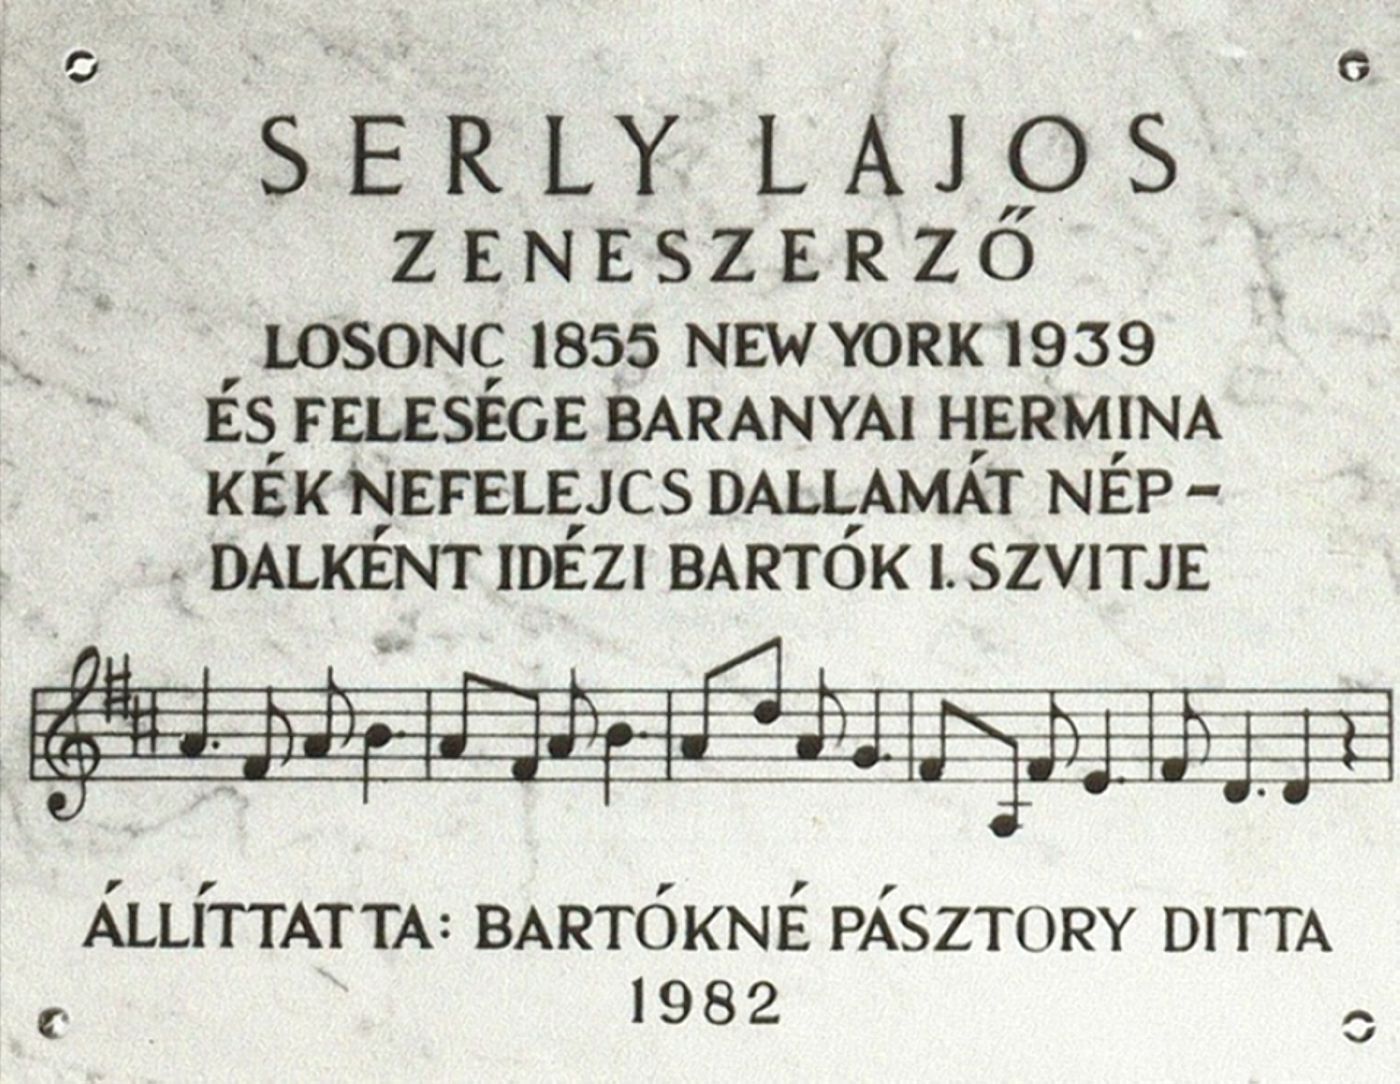 SERLY LAJOS
ZENESZERZŐ
LOSONC 1855 NEW YORK 1939
ÉS FELESÉGE BARANYAI HERMINA
KÉK NEFELEJCS DALLAMÁT NÉP-
DALKÉNT IDÉZI BARTÓK I. SZVITJE
ÁLLÍTTATTA: BARTÓKNÉ PÁSZTORY DITTA
1982